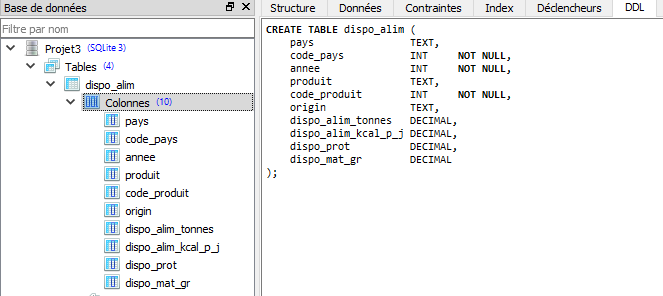 Base de données
Filtre par nom
Projet3 (SQLite 3)
Tables (4)
dispo_alim
Colonnes (10)
pays
code_pays
annee
produit
code_produit
origin
dispo_alim_tonnes
dispo_alim_kcal_p_j
dispo_prot
dispo_mat_gr
Structure Données Contraintes Index Déclencheurs DDL
CREATE TABLE dispo_alim (
    pays                TEXT,
    code_pays           INT     NOT NULL,
    annee               INT     NOT NULL,
    produit             TEXT,
    code_produit        INT     NOT NULL,
    origin              TEXT,
    dispo_alim_tonnes   DECIMAL,
    dispo_alim_kcal_p_j DECIMAL,
    dispo_prot          DECIMAL,
    dispo_mat_gr        DECIMAL
);